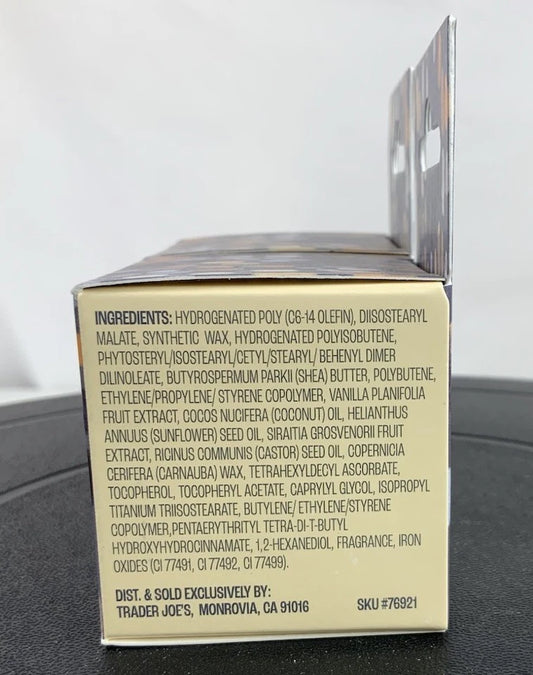 INGREDIENTS: HYDROGENATED POLY (C6-14 OLEFIN), DIISOSTEARYL
MALATE, SYNTHETIC WAX, HYDROGENATED POLYISOBUTENE,
PHYTOSTERYL/ISOSTEARYL/CETYL/STEARYL/ BEHENYL DIMER
DILINOLEATE, BUTYROSPERMUM PARKII (SHEA) BUTTER, POLYBUTENE,
ETHYLENE/PROPYLENE/ STYRENE COPOLYMER, VANILLA PLANIFOLIA
FRUIT EXTRACT, COCOS NUCIFERA (COCONUT) OIL, HELIANTHUS
ANNUUS (SUNFLOWER) SEED OIL, SIRAITIA GROSVENORII FRUIT
EXTRACT, RICINUS COMMUNIS (CASTOR) SEED OIL, COPERNICIA
CERIFERA (CARNAUBA) WAX, TETRAHEXYLDECYL ASCORBATE,
TOCOPHEROL, TOCOPHERYL ACETATE, CAPRYLYL GLYCOL, ISOPROPYL
TITANIUM TRIISOSTEARATE, BUTYLENE/ ETHYLENE/STYRENE
COPOLYMER,PENTAERYTHRITYL TETRA-DI-T-BUTYL
HYDROXYHYDROCINNAMATE, 1,2-HEXANEDIOL, FRAGRANCE, IRON
OXIDES (CI 77491, CI 77492, CI 77499).
DIST. & SOLD EXCLUSIVELY BY:
TRADER JOE'S, MONROVIA, CA 91016 SKU #76921